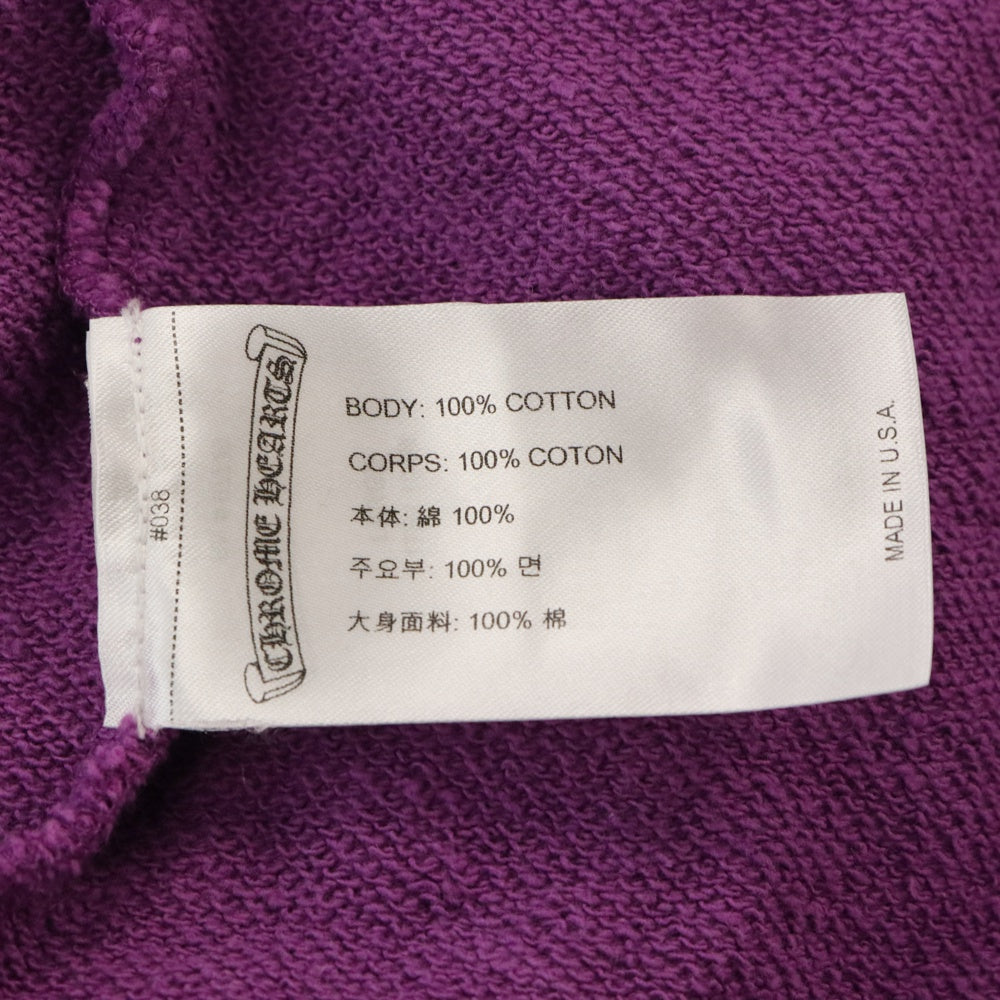 #038
CHROME HEARTS
BODY: 100% COTTON
CORPS: 100% COTON
本体: 綿 100%
주요부: 100% 면
大身面料: 100% 棉
MADE IN U.S.A.